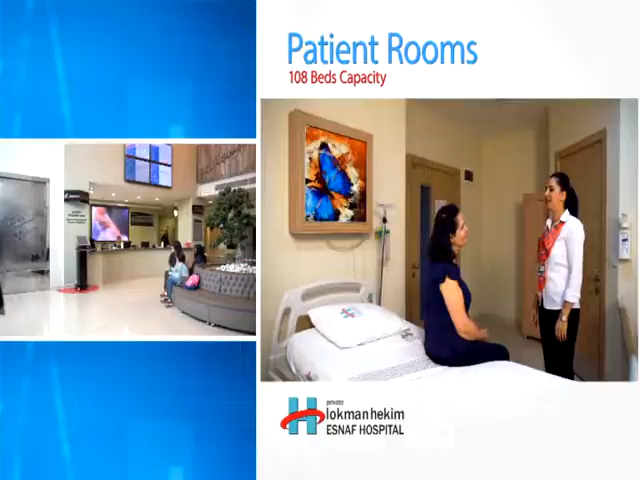 Patient Rooms
108 Beds Capacity
private
lokmanhekim
ESNAF HOSPITAL